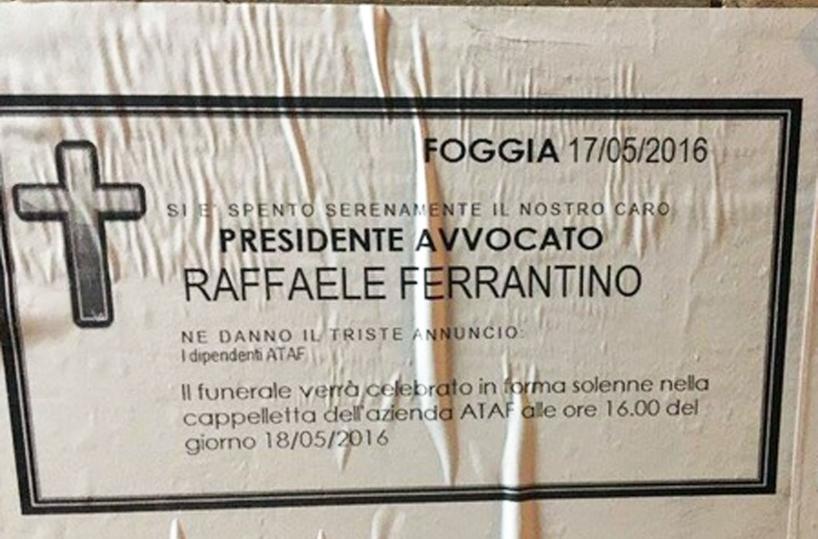 FOGGIA 17/05/2016
SI E' SPENTO SERENAMENTE IL NOSTRO CARO
PRESIDENTE AVVOCATO
RAFFAELE FERRANTINO
NE DANNO IL TRISTE ANNUNCIO:
I dipendenti ATAF
Il funerale verrà celebrato in forma solenne nella
cappelletta dell'azienda ATAF alle ore 16.00 del
giorno 18/05/2016